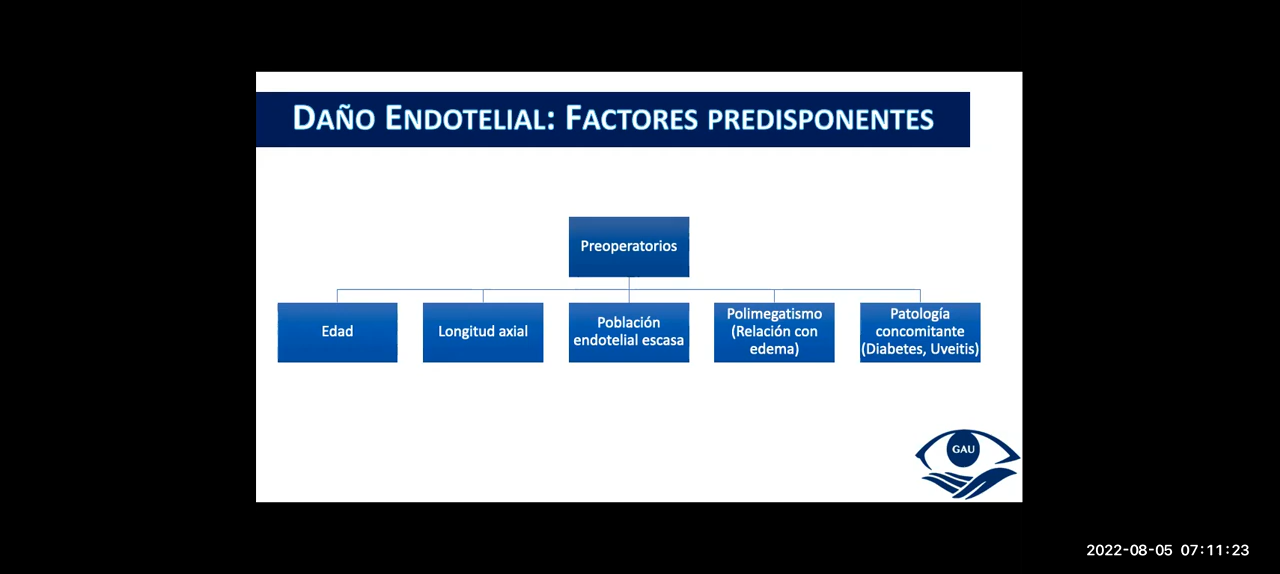 DAÑO ENDOTELIAL: FACTORES PREDISPONENTES
Preoperatorios
Edad
Longitud axial
Población
endotelial escasa
Polimegatismo
(Relación con
edema)
Patología
concomitante
(Diabetes, Uveitis)
GAU
2022-08-05 07:11:23